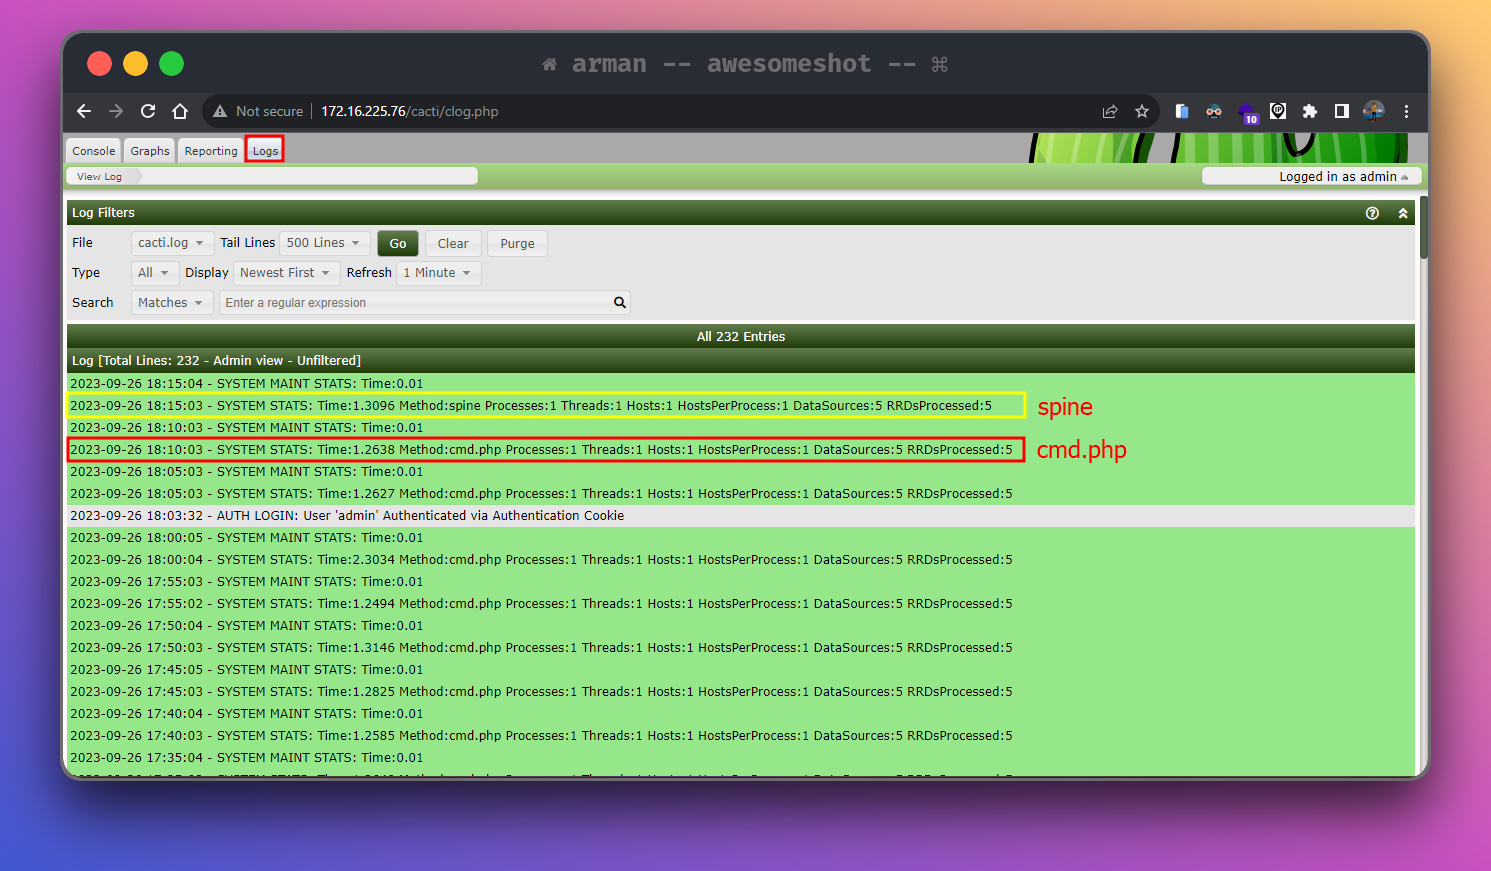 arman -- awesomeshot -- ⌘
Not secure | 172.16.225.76/cacti/clog.php
10
Console Graphs Reporting Logs
View Log
Logged in as admin
Log Filters
File cacti.log Tail Lines 500 Lines Go Clear Purge
Type All Display Newest First Refresh 1 Minute
Search Matches Enter a regular expression
All 232 Entries
Log [Total Lines: 232 - Admin view - Unfiltered]
2023-09-26 18:15:04 - SYSTEM MAINT STATS: Time:0.01
2023-09-26 18:15:03 - SYSTEM STATS: Time:1.3096 Method:spine Processes:1 Threads:1 Hosts:1 HostsPerProcess:1 DataSources:5 RRDsProcessed:5 spine
2023-09-26 18:10:03 - SYSTEM MAINT STATS: Time:0.01
2023-09-26 18:10:03 - SYSTEM STATS: Time:1.2638 Method:cmd.php Processes:1 Threads:1 Hosts:1 HostsPerProcess:1 DataSources:5 RRDsProcessed:5 cmd.php
2023-09-26 18:05:03 - SYSTEM MAINT STATS: Time:0.01
2023-09-26 18:05:03 - SYSTEM STATS: Time:1.2627 Method:cmd.php Processes:1 Threads:1 Hosts:1 HostsPerProcess:1 DataSources:5 RRDsProcessed:5
2023-09-26 18:03:32 - AUTH LOGIN: User 'admin' Authenticated via Authentication Cookie
2023-09-26 18:00:05 - SYSTEM MAINT STATS: Time:0.01
2023-09-26 18:00:04 - SYSTEM STATS: Time:2.3034 Method:cmd.php Processes:1 Threads:1 Hosts:1 HostsPerProcess:1 DataSources:5 RRDsProcessed:5
2023-09-26 17:55:03 - SYSTEM MAINT STATS: Time:0.01
2023-09-26 17:55:02 - SYSTEM STATS: Time:1.2494 Method:cmd.php Processes:1 Threads:1 Hosts:1 HostsPerProcess:1 DataSources:5 RRDsProcessed:5
2023-09-26 17:50:04 - SYSTEM MAINT STATS: Time:0.01
2023-09-26 17:50:03 - SYSTEM STATS: Time:1.3146 Method:cmd.php Processes:1 Threads:1 Hosts:1 HostsPerProcess:1 DataSources:5 RRDsProcessed:5
2023-09-26 17:45:05 - SYSTEM MAINT STATS: Time:0.01
2023-09-26 17:45:03 - SYSTEM STATS: Time:1.2825 Method:cmd.php Processes:1 Threads:1 Hosts:1 HostsPerProcess:1 DataSources:5 RRDsProcessed:5
2023-09-26 17:40:04 - SYSTEM MAINT STATS: Time:0.01
2023-09-26 17:40:03 - SYSTEM STATS: Time:1.2585 Method:cmd.php Processes:1 Threads:1 Hosts:1 HostsPerProcess:1 DataSources:5 RRDsProcessed:5
2023-09-26 17:35:04 - SYSTEM MAINT STATS: Time:0.01